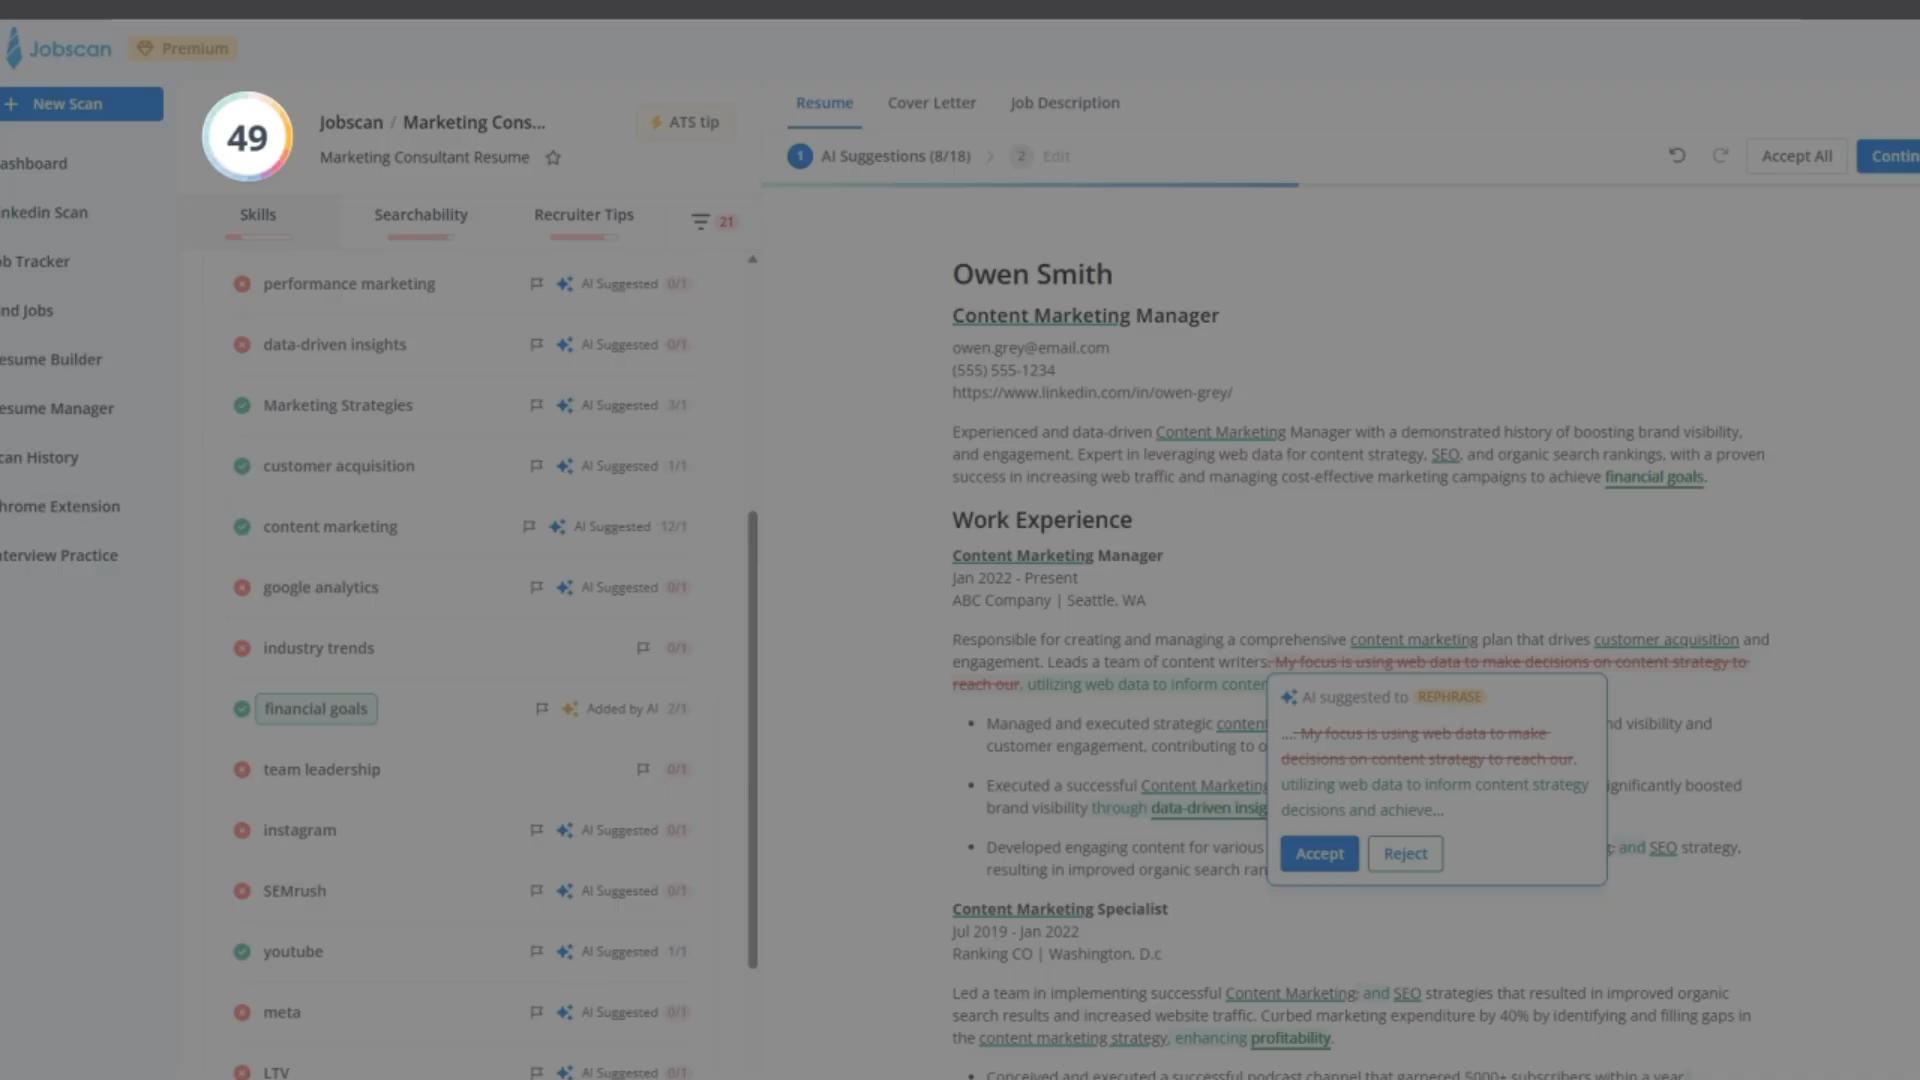 Jobscan
Premium
New Scan
ashboard
nkedin Scan
ob Tracker
nd Jobs
esume Builder
esume Manager
can History
hrome Extension
nterview Practice
49
Jobscan / Marketing Cons...
Marketing Consultant Resume
ATS tip
Skills
Searchability
Recruiter Tips
21
performance marketing AI Suggested 0/1
data-driven insights AI Suggested 0/1
Marketing Strategies AI Suggested 3/1
customer acquisition AI Suggested 1/1
content marketing AI Suggested 12/1
google analytics AI Suggested 0/1
industry trends 0/1
financial goals Added by AI 2/1
team leadership 0/1
instagram AI Suggested 0/1
SEMrush AI Suggested 0/1
youtube AI Suggested 1/1
meta AI Suggested 0/1
LTV AI Suggested 0/1
Resume
Cover Letter
Job Description
1 AI Suggestions (8/18)
2 Edit
Accept All
Contin
Owen Smith
Content Marketing Manager
owen.grey@email.com
(555) 555-1234
https://www.linkedin.com/in/owen-grey/
Experienced and data-driven Content Marketing Manager with a demonstrated history of boosting brand visibility,
and engagement. Expert in leveraging web data for content strategy, SEO, and organic search rankings, with a proven
success in increasing web traffic and managing cost-effective marketing campaigns to achieve financial goals.
Work Experience
Content Marketing Manager
Jan 2022 - Present
ABC Company | Seattle, WA
Responsible for creating and managing a comprehensive content marketing plan that drives customer acquisition and
engagement. Leads a team of content writers. My focus is using web data to make decisions on content strategy to
reach our, utilizing web data to inform conten
• Managed and executed strategic conten nd visibility and
customer engagement, contributing to o
• Executed a successful Content Marketing ignificantly boosted
brand visibility through data-driven insig
• Developed engaging content for various g; and SEO strategy,
resulting in improved organic search ran
AI suggested to REPHRASE
.... My focus is using web data to make
decisions on content strategy to reach our,
utilizing web data to inform content strategy
decisions and achieve...
Accept
Reject
Content Marketing Specialist
Jul 2019 - Jan 2022
Ranking CO | Washington, D.c
Led a team in implementing successful Content Marketing; and SEO strategies that resulted in improved organic
search results and increased website traffic. Curbed marketing expenditure by 40% by identifying and filling gaps in
the content marketing strategy, enhancing profitability.
• Conceived and executed a successful podcast channel that garnered 5000+ subscribers within a year